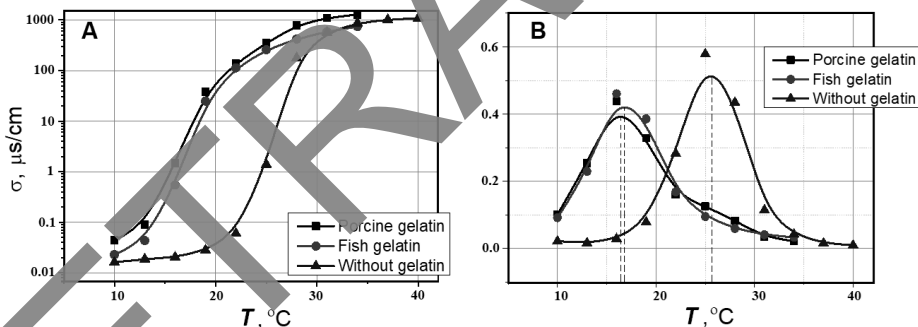 A
1000
100
10
1
0.1
0.01
σ, μs/cm
Porcine gelatin
Fish gelatin
Without gelatin
10 20 30 40
T, °C
B
0.6
0.4
0.2
0.0
Porcine gelatin
Fish gelatin
Without gelatin
10 20 30 40
T, °C
TRA